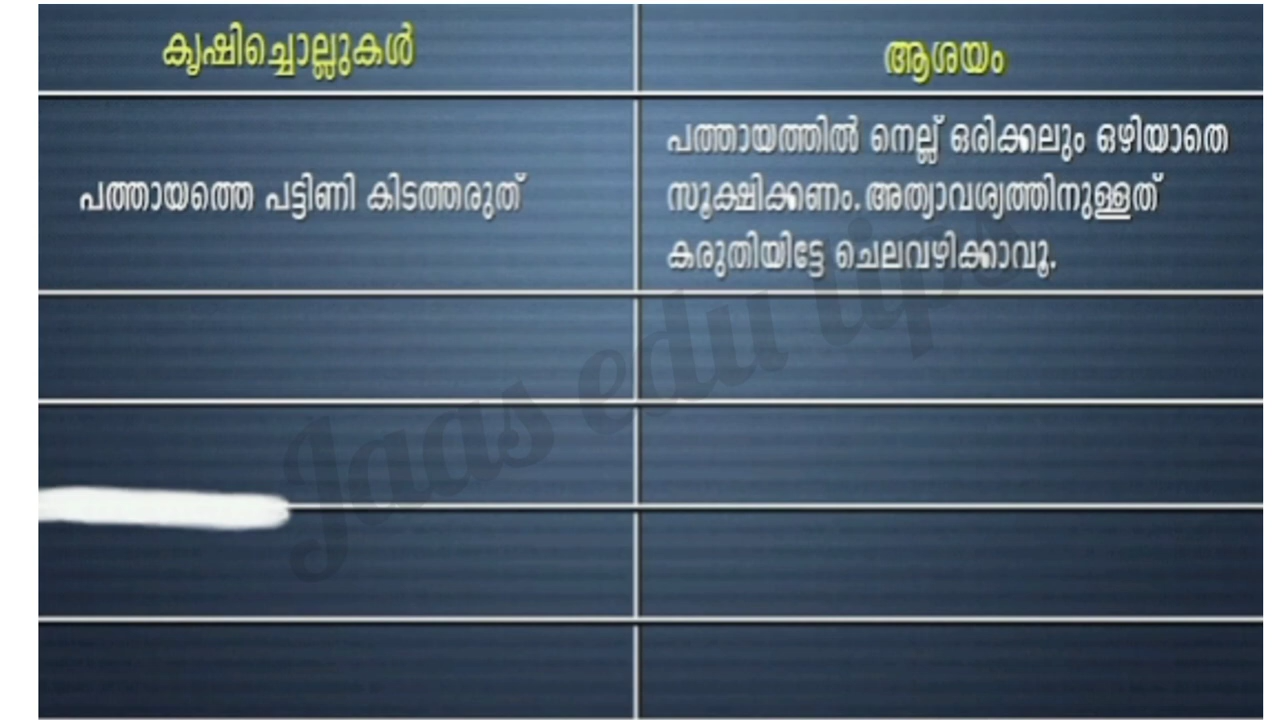 കൃഷിച്ചൊല്ലുകൾ
ആശയം
പത്തായത്തെ പട്ടിണി കിടത്തരുത്
പത്തായത്തിൽ നെല്ല് ഒരിക്കലും ഒഴിയാതെ
സൂക്ഷിക്കണം. അത്യാവശ്യത്തിനുള്ളത്
കരുതിയിട്ടേ ചെലവഴിക്കാവൂ.
Jaas edu tips